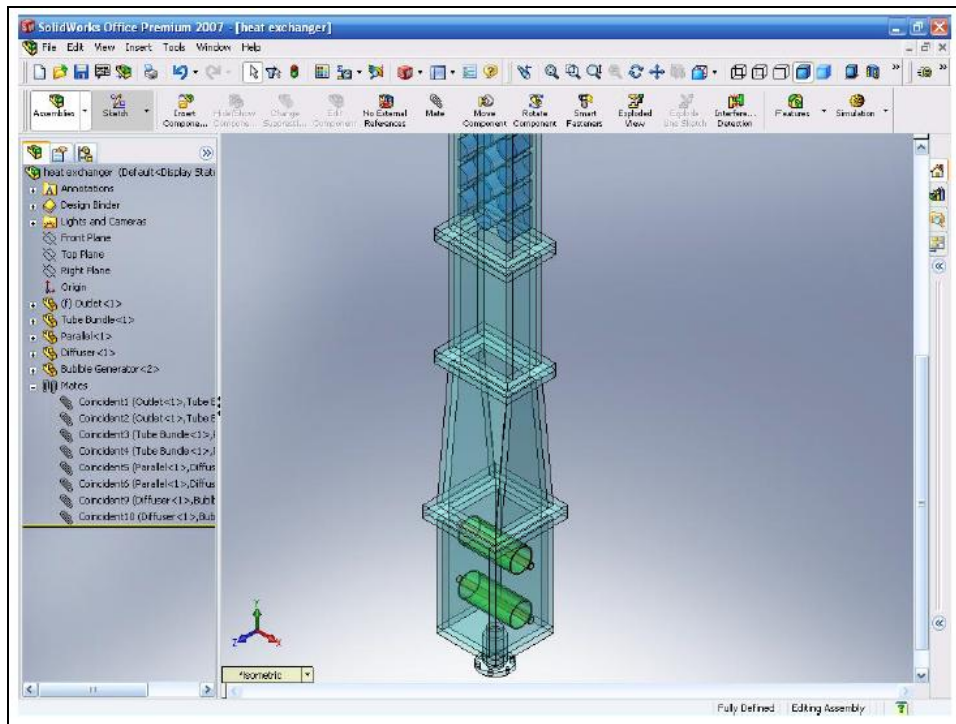 SolidWorks Office Premium 2007 - [heat exchanger]
File Edit View Insert Tools Window Help
Assemblies Sketch Insert Compone... Hide/Show Compone... Change Suppressi... Edit Component No External References Mate Move Component Rotate Component Smart Fasteners Exploded View Explode Line Sketch Interfere... Detection Features Simulation
heat exchanger (Default<Display Stat
Annotations
Design Binder
Lights and Cameras
Front Plane
Top Plane
Right Plane
Origin
(f) Outlet<1>
Tube Bundle<1>
Parallel<1>
Diffuser<1>
Bubble Generator<2>
Mates
Coincident1 (Outlet<1>,Tube B
Coincident2 (Outlet<1>,Tube B
Coincident3 (Tube Bundle<1>,
Coincident4 (Tube Bundle<1>,
Coincident5 (Parallel<1>,Diffus
Coincident6 (Parallel<1>,Diffus
Coincident9 (Diffuser<1>,Bubb
Coincident10 (Diffuser<1>,Bub
Y
Z
X
*Isometric
Fully Defined Editing Assembly